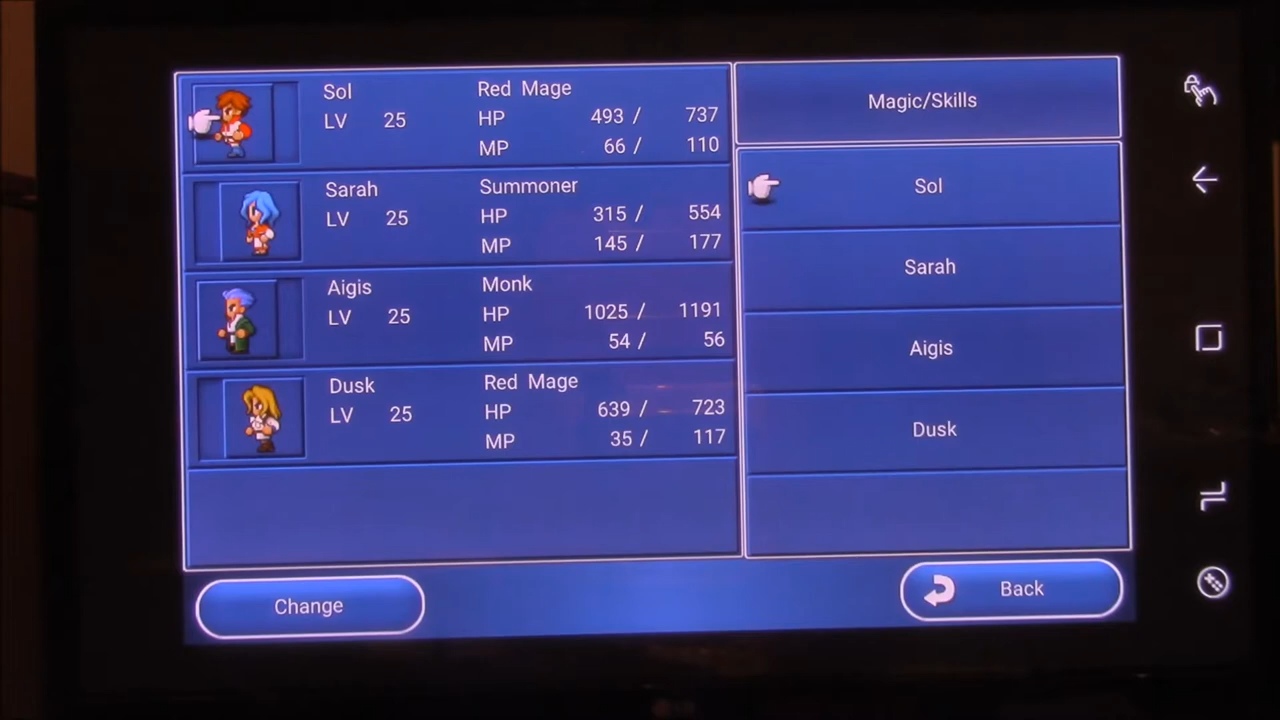 Sol Red Mage
LV 25 HP 493 / 737
MP 66 / 110
Sarah Summoner
LV 25 HP 315 / 554
MP 145 / 177
Aigis Monk
LV 25 HP 1025 / 1191
MP 54 / 56
Dusk Red Mage
LV 25 HP 639 / 723
MP 35 / 117
Change
Magic/Skills
Sol
Sarah
Aigis
Dusk
Back
LG